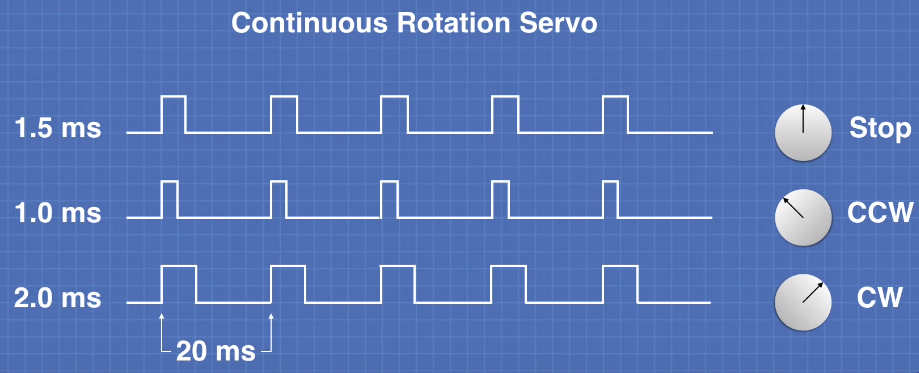 Continuous Rotation Servo
1.5 ms Stop
1.0 ms CCW
2.0 ms CW
20 ms